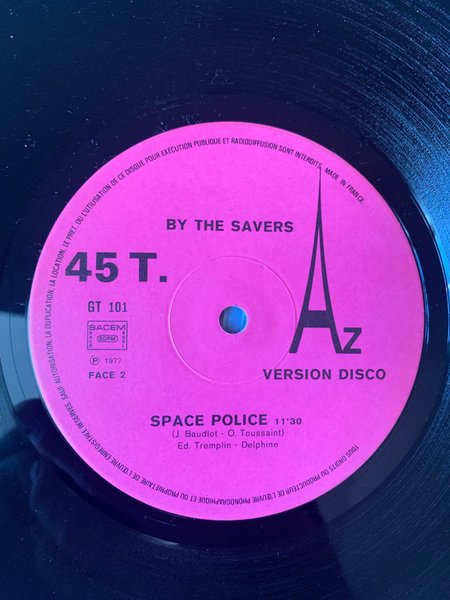 TOUS DROITS DU PRODUCTEUR DE L'ŒUVRE PHONOGRAPHIQUE ET DU PROPRIETAIRE DE L'ŒUVRE ENREGISTREE RESERVES. SAUF AUTORISATION, LA DUPLICATION, LA LOCATION, LE PRET, OU L'UTILISATION DE CE DISQUE POUR EXECUTION PUBLIQUE ET RADIODIFFUSION SONT INTERDITS. MADE IN FRANCE.
BY THE SAVERS
45 T.
GT 101
SACEM
SDRM
SACD
SGDL
Ⓟ 1977
FACE 2
AZ
VERSION DISCO
SPACE POLICE 11'30
(J. Baudlot - O. Toussaint)
Ed. Tremplin - Delphine